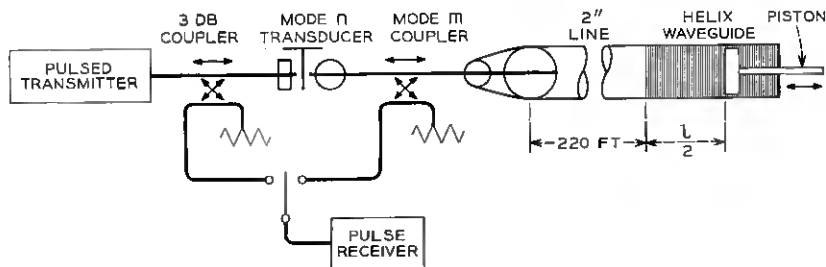 3 DB
COUPLER
MODE n
TRANSDUCER
MODE m
COUPLER
2"
LINE
HELIX
WAVEGUIDE
PISTON
PULSED
TRANSMITTER
220 FT
l
2
PULSE
RECEIVER